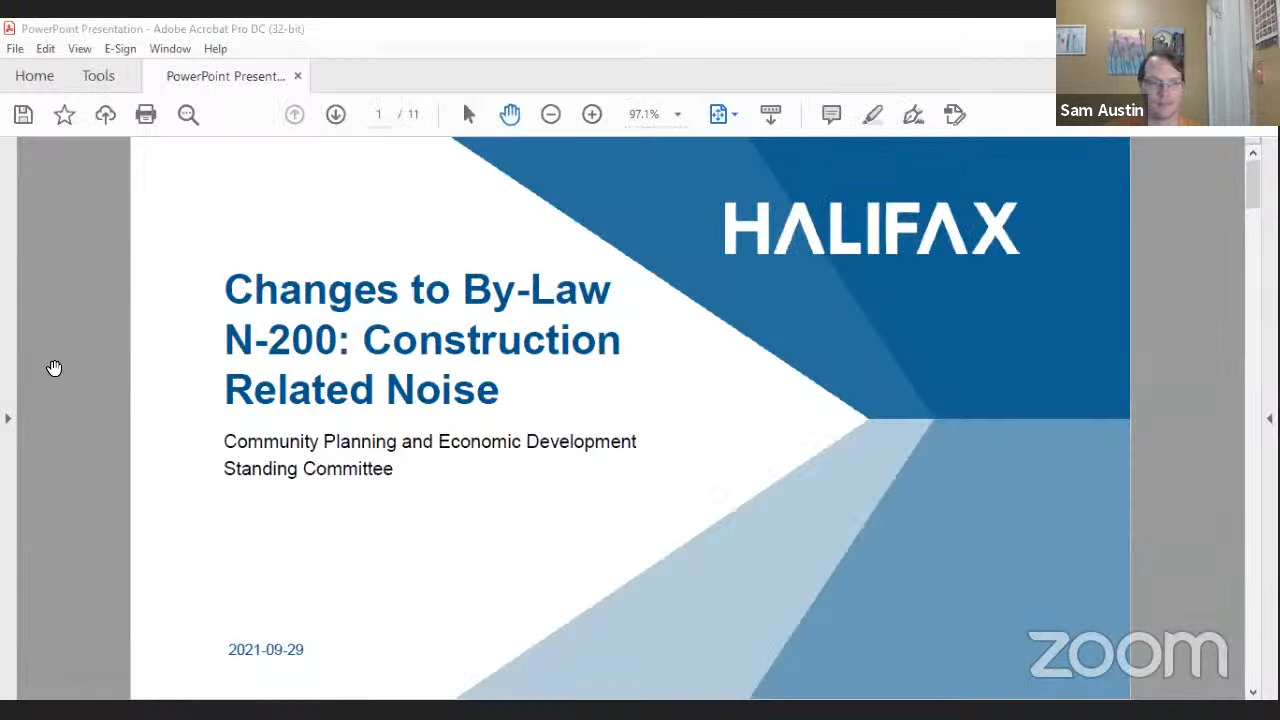 PowerPoint Presentation - Adobe Acrobat Pro DC (32-bit)
File Edit View E-Sign Window Help
Home Tools PowerPoint Present... ×
1 / 11 97.1%
Sam Austin
HALIFAX
Changes to By-Law
N-200: Construction
Related Noise
Community Planning and Economic Development
Standing Committee
2021-09-29
zoom